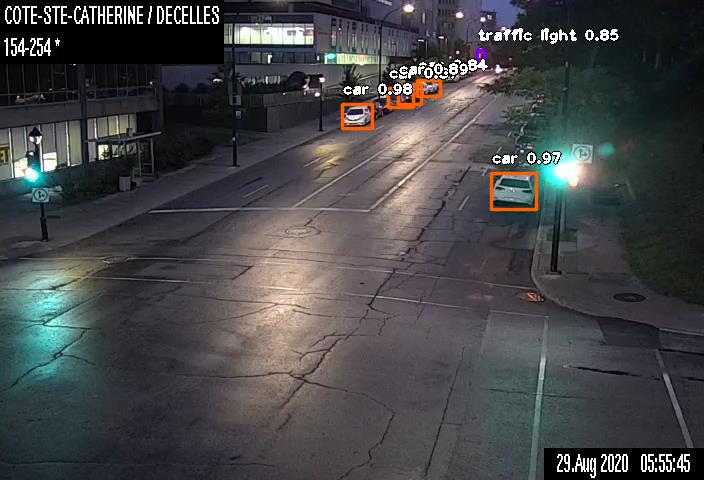 COTE-STE-CATHERINE / DECELLES
154-254 *
traffic light 0.85
car 0.98
car 0.97
29.Aug 2020 05:55:45